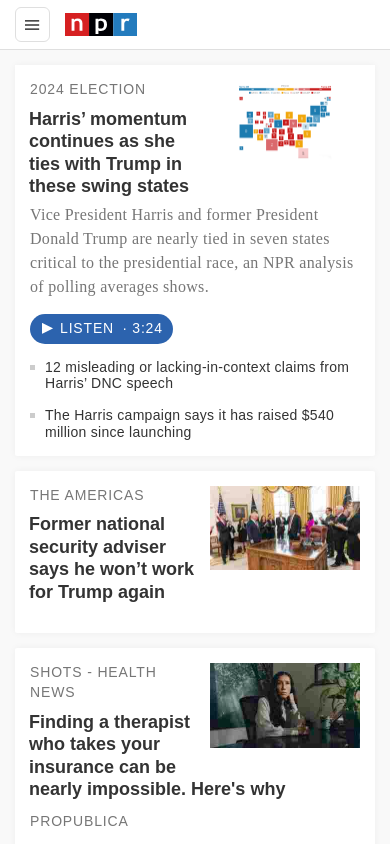 npr
2024 ELECTION
Harris’ momentum
continues as she
ties with Trump in
these swing states
Vice President Harris and former President
Donald Trump are nearly tied in seven states
critical to the presidential race, an NPR analysis
of polling averages shows.
LISTEN · 3:24
12 misleading or lacking-in-context claims from
Harris’ DNC speech
The Harris campaign says it has raised $540
million since launching
THE AMERICAS
Former national
security adviser
says he won’t work
for Trump again
SHOTS - HEALTH
NEWS
Finding a therapist
who takes your
insurance can be
nearly impossible. Here's why
PROPUBLICA